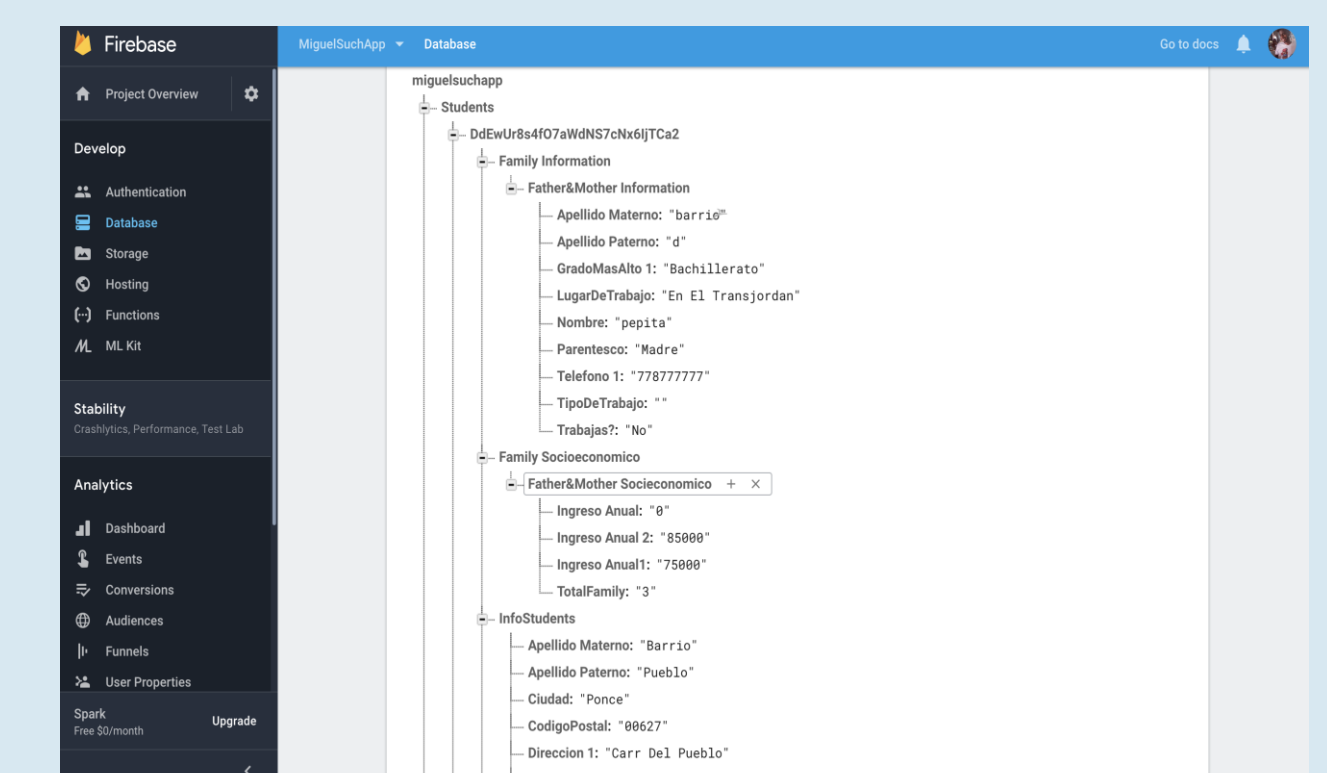 Firebase
MiguelSuchApp Database Go to docs
Project Overview
Develop
Authentication
Database
Storage
Hosting
Functions
ML Kit
Stability
Crashlytics, Performance, Test Lab
Analytics
Dashboard
Events
Conversions
Audiences
Funnels
User Properties
Spark
Free $0/month
Upgrade
miguelsuchapp
Students
DdEwUr8s4fO7aWdNS7cNx6IjTCa2
Family Information
Father&Mother Information
Apellido Materno: "barrio"
Apellido Paterno: "d"
GradoMasAlto 1: "Bachillerato"
LugarDeTrabajo: "En El Transjordan"
Nombre: "pepita"
Parentesco: "Madre"
Telefono 1: "778777777"
TipoDeTrabajo: ""
Trabajas?: "No"
Family Socioeconomico
Father&Mother Socieconomico + ×
Ingreso Anual: "0"
Ingreso Anual 2: "85000"
Ingreso Anual1: "75000"
TotalFamily: "3"
InfoStudents
Apellido Materno: "Barrio"
Apellido Paterno: "Pueblo"
Ciudad: "Ponce"
CodigoPostal: "00627"
Direccion 1: "Carr Del Pueblo"